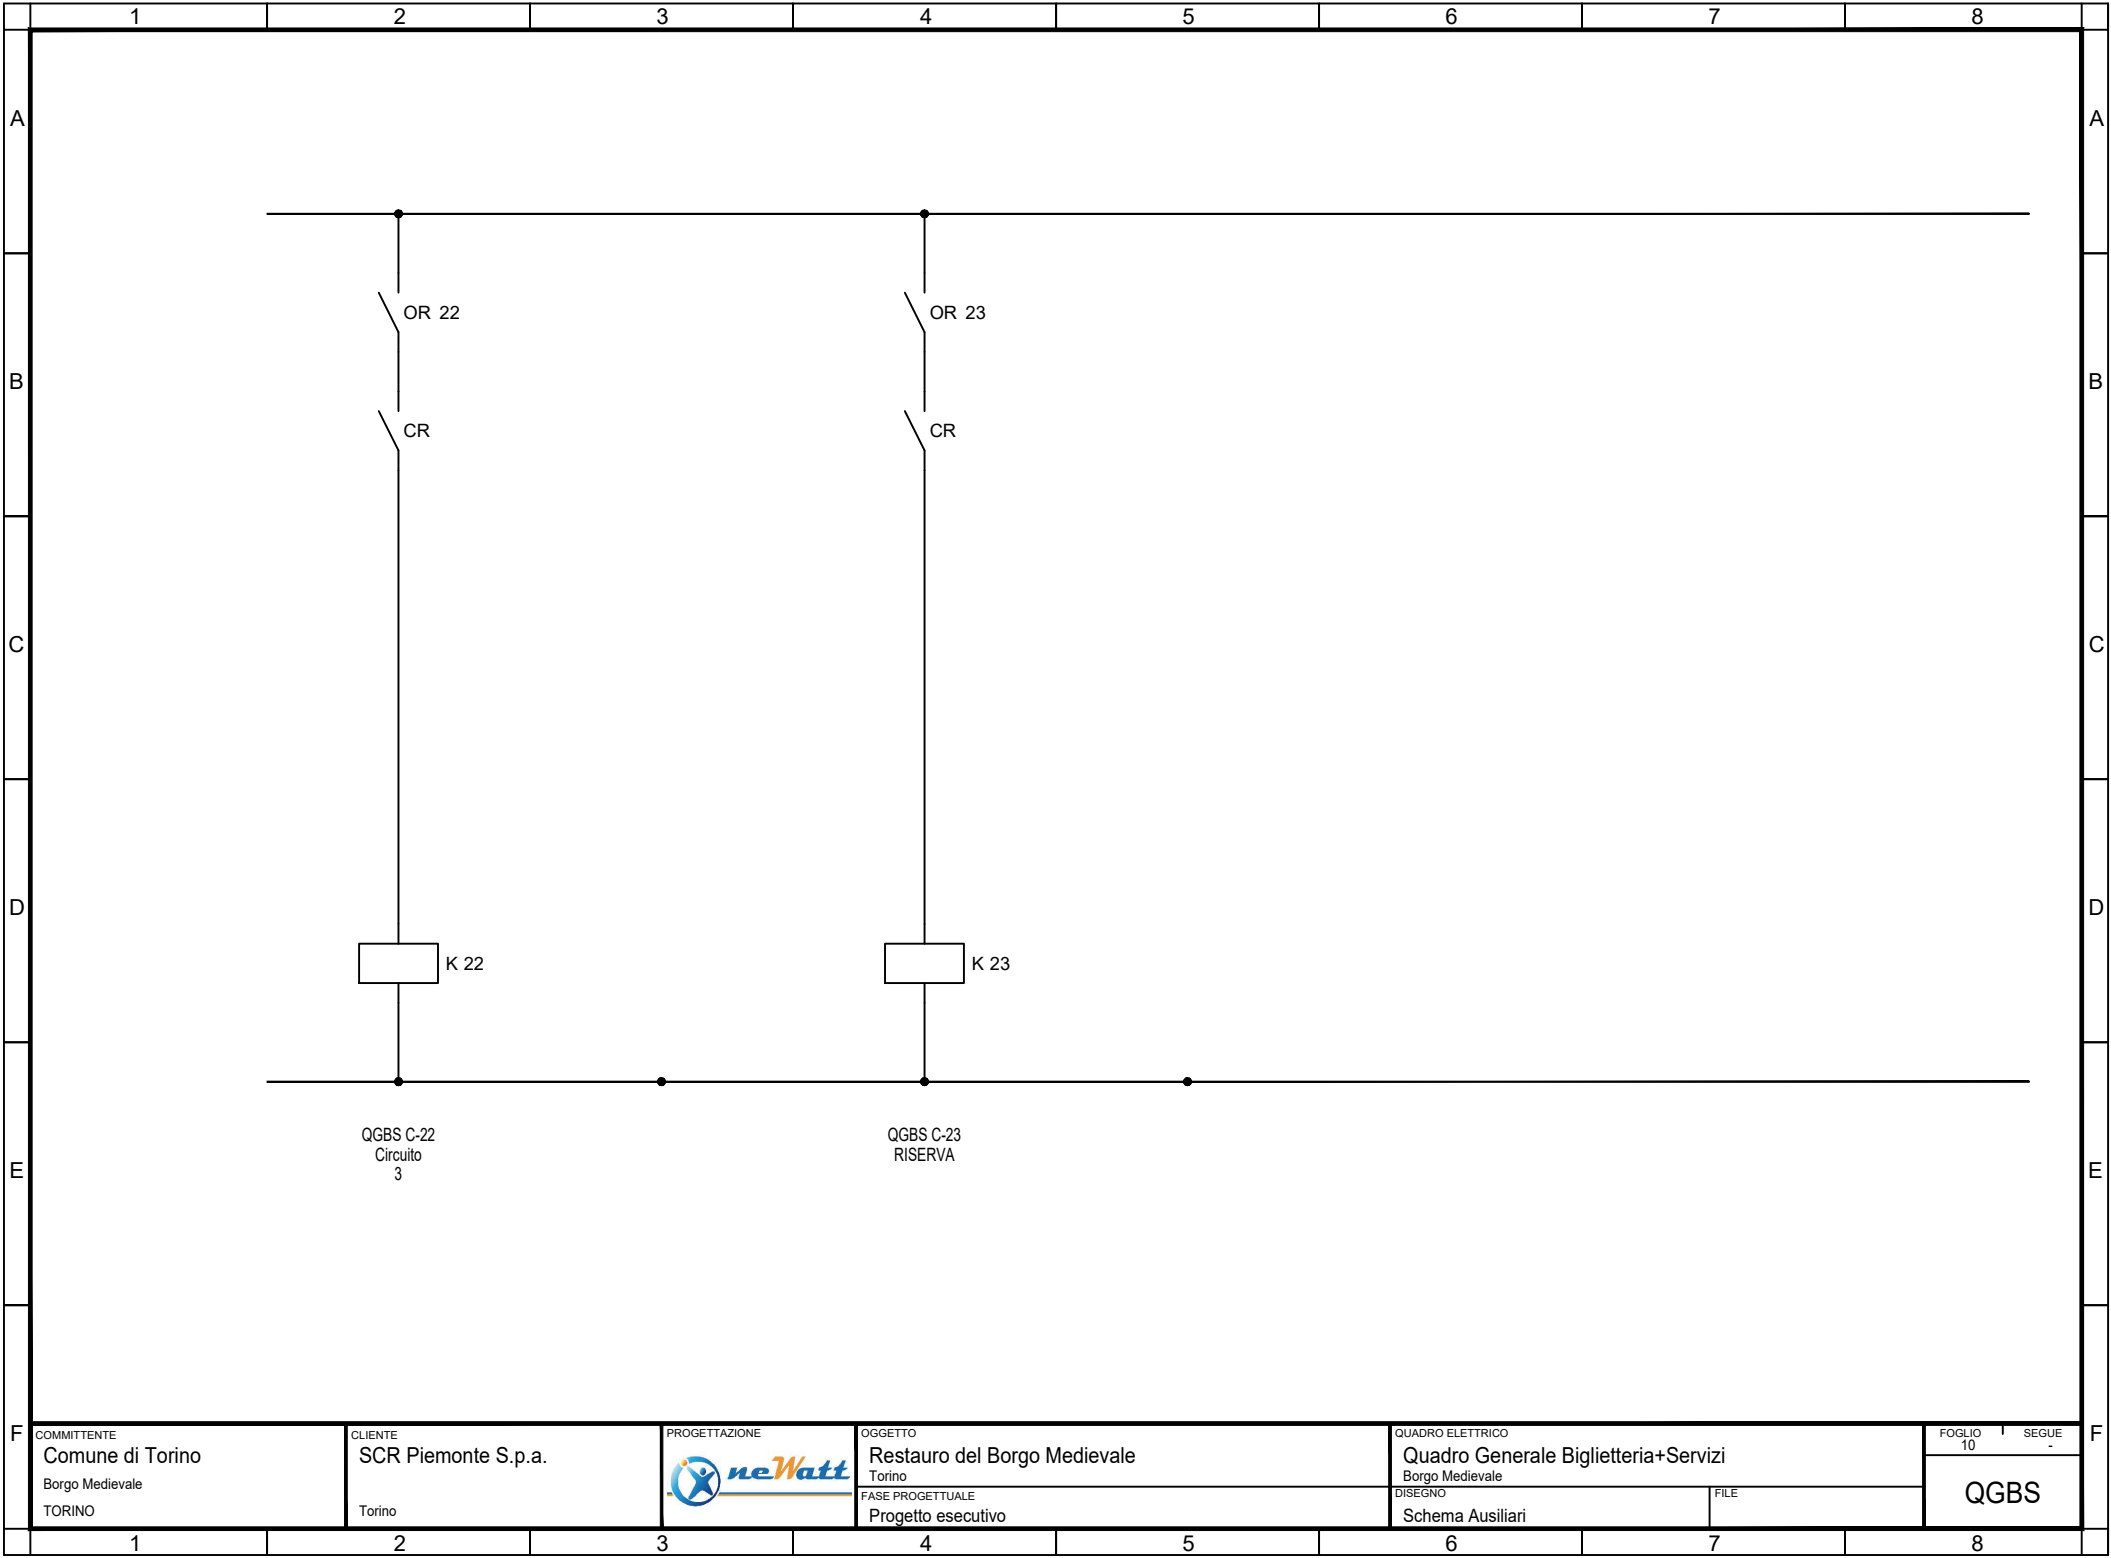 1 2 3 4 5 6 7 8
A A
OR 22 OR 23
B B
CR CR
C C
D D
K 22 K 23
QGBS C-22 QGBS C-23
Circuito RISERVA
3
E E
F F
COMMITTENTE
Comune di Torino
Borgo Medievale
TORINO
CLIENTE
SCR Piemonte S.p.a.
Torino
PROGETTAZIONE
neWatt
OGGETTO
Restauro del Borgo Medievale
Torino
FASE PROGETTUALE
Progetto esecutivo
QUADRO ELETTRICO
Quadro Generale Biglietteria+Servizi
Borgo Medievale
DISEGNO
Schema Ausiliari
FILE
FOGLIO SEGUE
10 -
QGBS
1 2 3 4 5 6 7 8